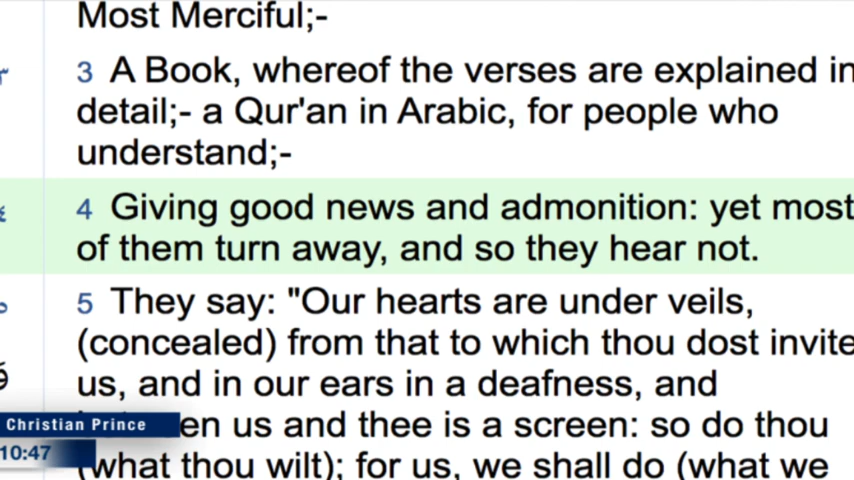 Most Merciful;-
3 A Book, whereof the verses are explained in
detail;- a Qur'an in Arabic, for people who
understand;-
4 Giving good news and admonition: yet most
of them turn away, and so they hear not.
5 They say: "Our hearts are under veils,
(concealed) from that to which thou dost invite
us, and in our ears in a deafness, and
en us and thee is a screen: so do thou
Christian Prince
10:47
(what thou wilt); for us, we shall do (what we